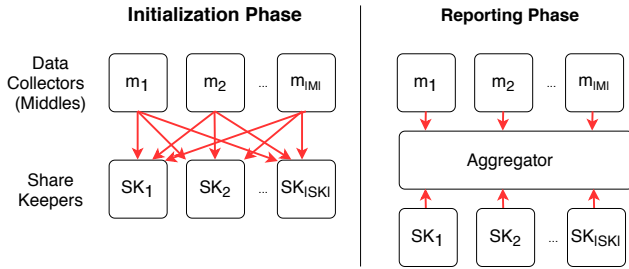 Initialization Phase
Data
Collectors
(Middles)
m1
m2
...
m|M|
Share
Keepers
SK1
SK2
...
SK|SK|
Reporting Phase
m1
m2
...
m|M|
Aggregator
SK1
SK2
...
SK|SK|